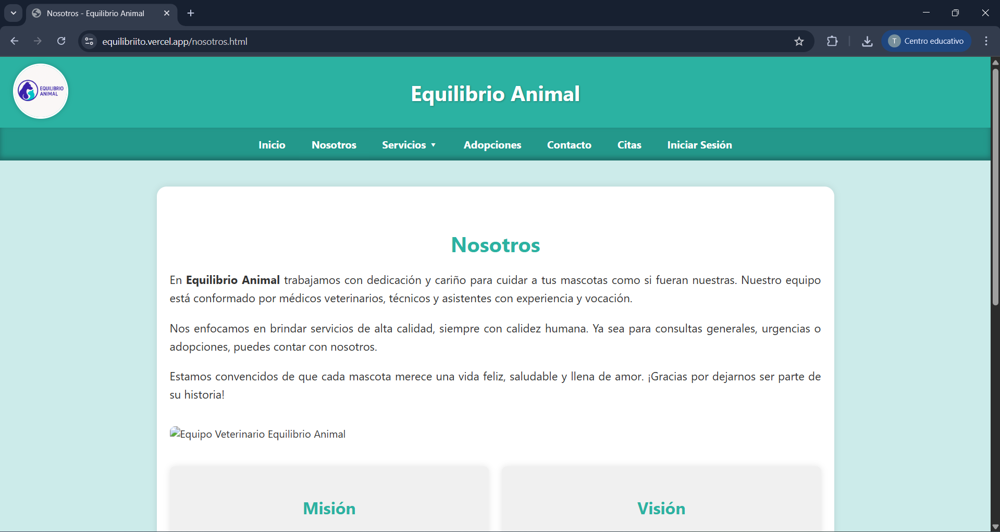 Nosotros - Equilibrio Animal
equilibriito.vercel.app/nosotros.html
T Centro educativo
EQUILIBRIO
ANIMAL
Equilibrio Animal
Inicio Nosotros Servicios ▼ Adopciones Contacto Citas Iniciar Sesión
Nosotros
En Equilibrio Animal trabajamos con dedicación y cariño para cuidar a tus mascotas como si fueran nuestras. Nuestro equipo
está conformado por médicos veterinarios, técnicos y asistentes con experiencia y vocación.
Nos enfocamos en brindar servicios de alta calidad, siempre con calidez humana. Ya sea para consultas generales, urgencias o
adopciones, puedes contar con nosotros.
Estamos convencidos de que cada mascota merece una vida feliz, saludable y llena de amor. ¡Gracias por dejarnos ser parte de
su historia!
Equipo Veterinario Equilibrio Animal
Misión
Visión